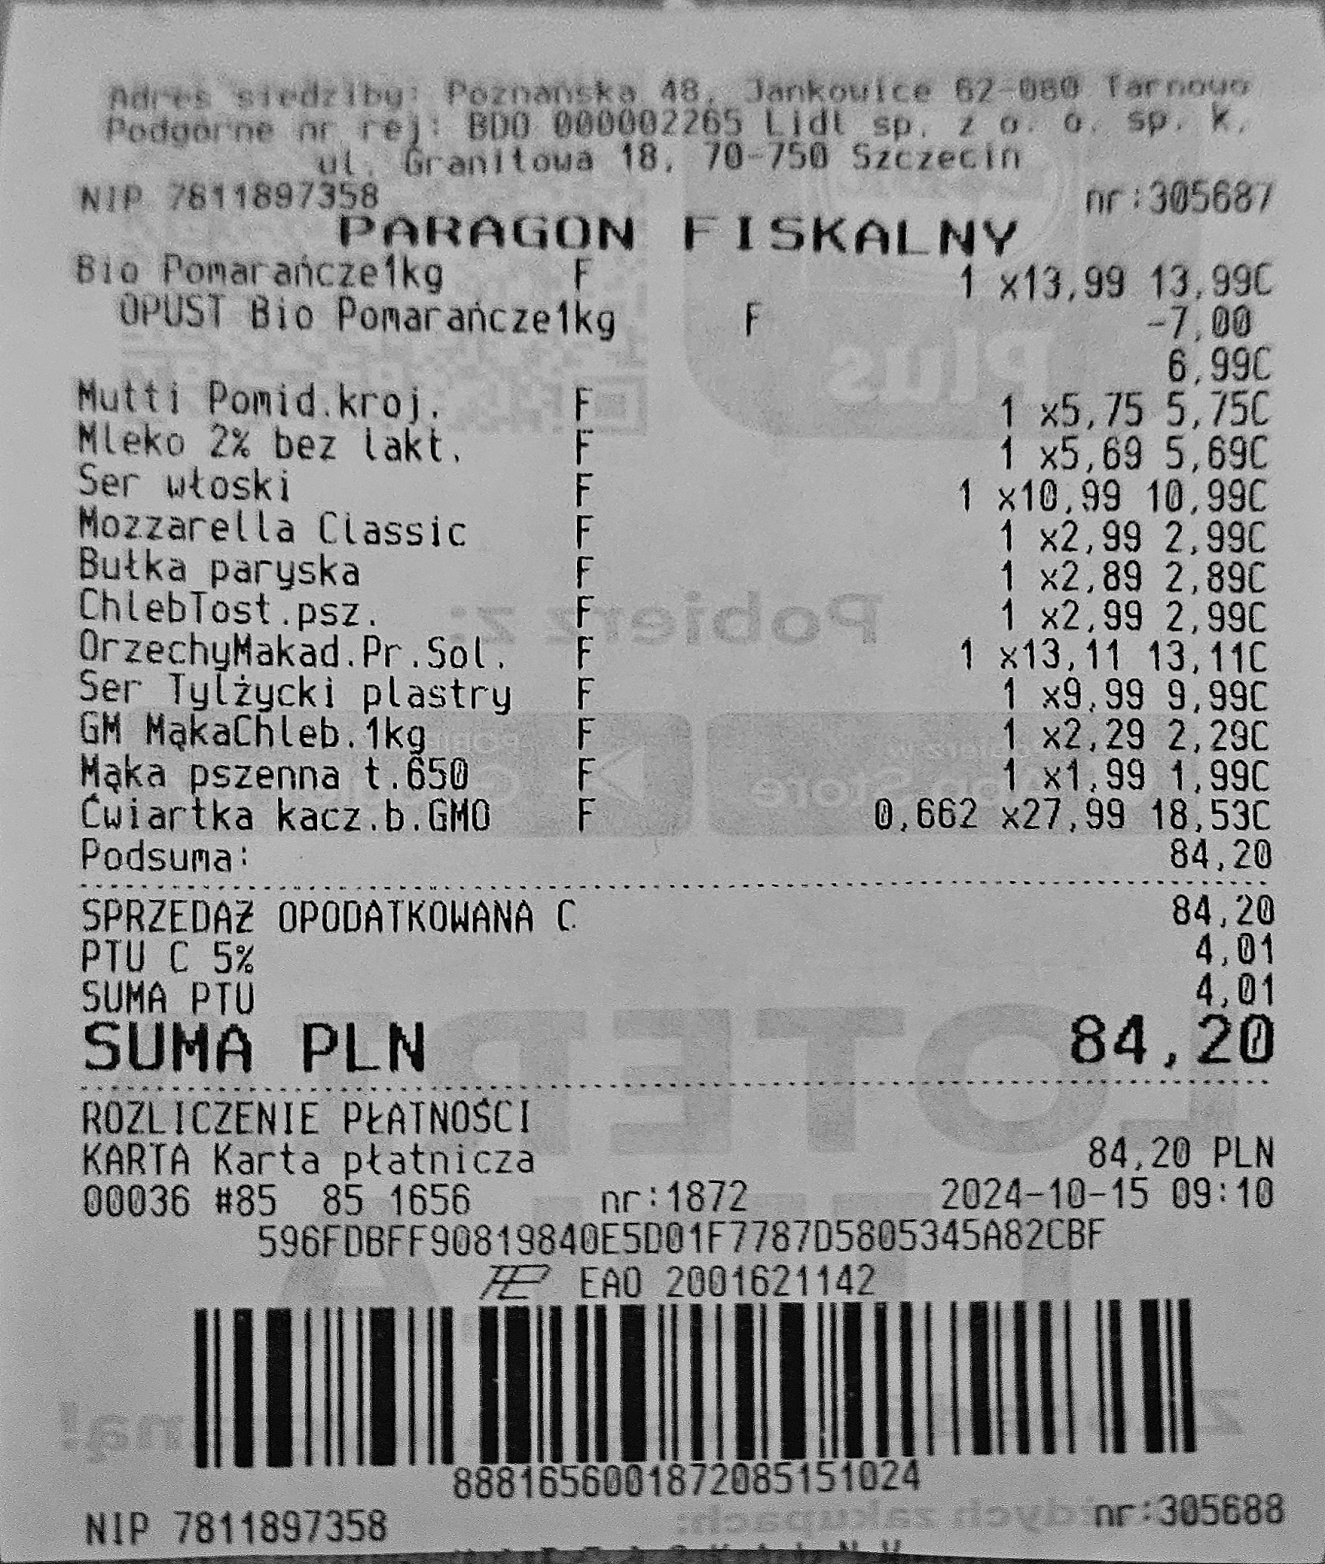 Adres siedziby: Poznańska 48, Jankowice 62-080 Tarnowo
Podgórne nr rej: BDO 000002265 Lidl sp. z o. o. sp. k.
ul. Granitowa 18, 70-750 Szczecin
NIP 7811897358 nr:305687
PARAGON FISKALNY
Bio Pomarańcze1kg F 1 x13,99 13,99C
OPUST Bio Pomarańcze1kg F -7,00
6,99C
Mutti Pomid.kroj. F 1 x5,75 5,75C
Mleko 2% bez lakt. F 1 x5,69 5,69C
Ser włoski F 1 x10,99 10,99C
Mozzarella Classic F 1 x2,99 2,99C
Bułka paryska F 1 x2,89 2,89C
ChlebTost.psz. F 1 x2,99 2,99C
OrzechyMakad.Pr.Sol. F 1 x13,11 13,11C
Ser Tylżycki plastry F 1 x9,99 9,99C
GM MąkaChleb.1kg F 1 x2,29 2,29C
Mąka pszenna t.650 F 1 x1,99 1,99C
Ćwiartka kacz.b.GMO F 0,662 x27,99 18,53C
Podsuma: 84,20
SPRZEDAŻ OPODATKOWANA C 84,20
PTU C 5% 4,01
SUMA PTU 4,01
SUMA PLN 84,20
ROZLICZENIE PŁATNOŚCI
KARTA Karta płatnicza 84,20 PLN
00036 #85 85 1656 nr:1872 2024-10-15 09:10
596FDBFF90819840E5D01F7787D5805345A82CBF
EAO 2001621142
8881656001872085151024
NIP 7811897358 nr:305688